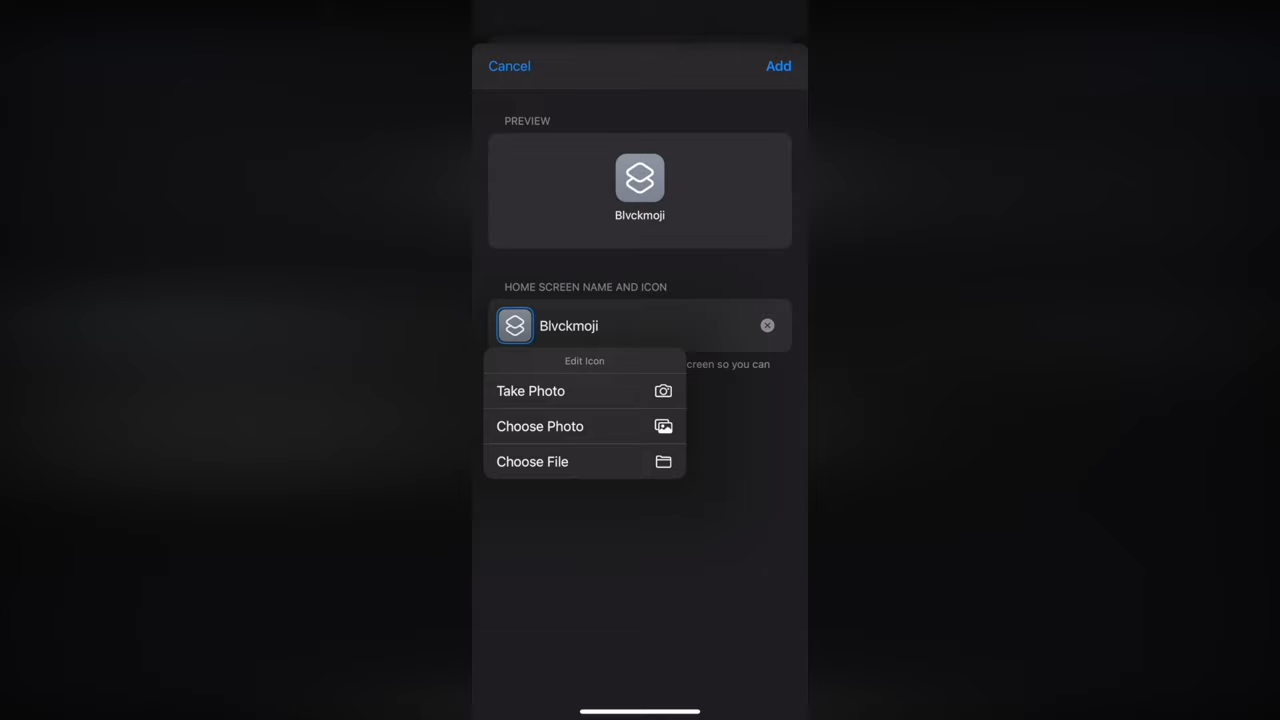 Cancel
Add
PREVIEW
Blvckmoji
HOME SCREEN NAME AND ICON
Blvckmoji
creen so you can
Edit Icon
Take Photo
Choose Photo
Choose File